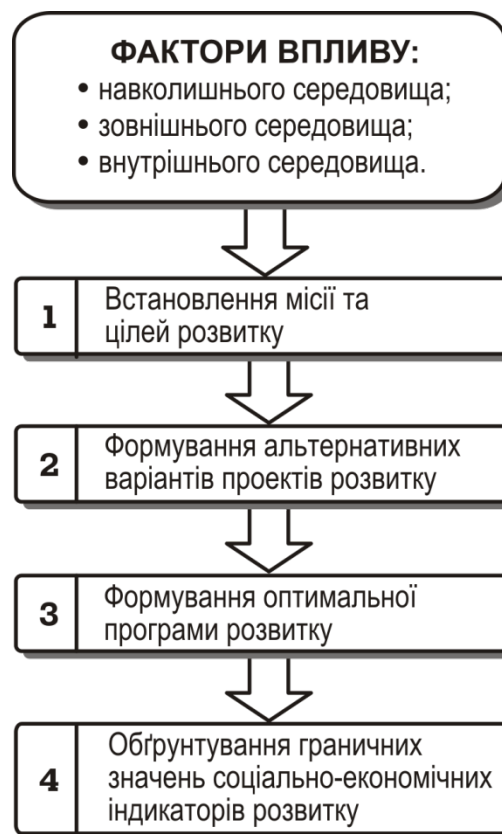 ФАКТОРИ ВПЛИВУ:
• навколишнього середовища;
• зовнішнього середовища;
• внутрішнього середовища.
1 Встановлення місії та
цілей розвитку
2 Формування альтернативних
варіантів проектів розвитку
3 Формування оптимальної
програми розвитку
4 Обґрунтування граничних
значень соціально-економічних
індикаторів розвитку